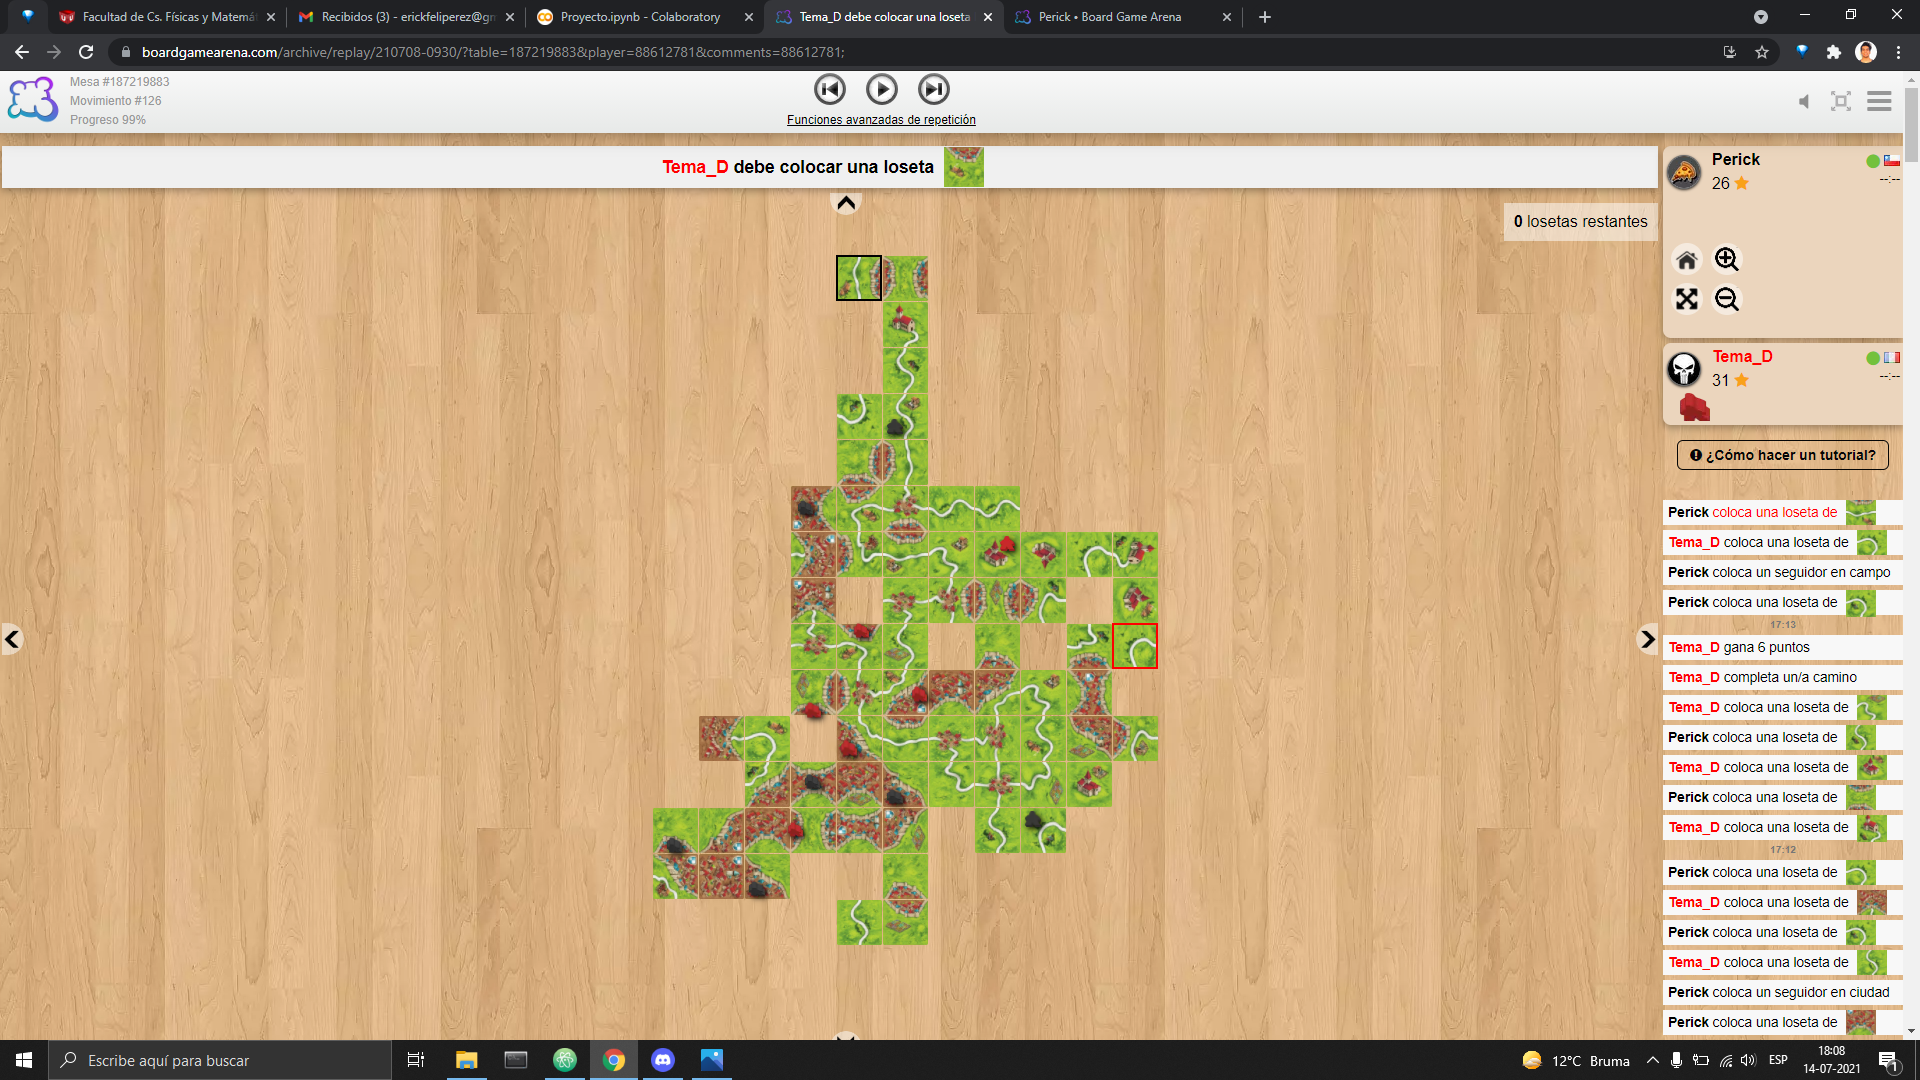 Facultad de Cs. Físicas y Matemá
Recibidos (3) - erickfeliperez@gm
Proyecto.ipynb - Colaboratory
Tema_D debe colocar una loseta
Perick • Board Game Arena
boardgamearena.com/archive/replay/210708-0930/?table=187219883&player=88612781&comments=88612781;
Mesa #187219883
Movimiento #126
Progreso 99%
Funciones avanzadas de repetición
Tema_D debe colocar una loseta
0 losetas restantes
Perick
26
--:--
Tema_D
31
--:--
¿Cómo hacer un tutorial?
Perick coloca una loseta de
Tema_D coloca una loseta de
Perick coloca un seguidor en campo
Perick coloca una loseta de
17:13
Tema_D gana 6 puntos
Tema_D completa un/a camino
Tema_D coloca una loseta de
Perick coloca una loseta de
Tema_D coloca una loseta de
Perick coloca una loseta de
Tema_D coloca una loseta de
17:12
Perick coloca una loseta de
Tema_D coloca una loseta de
Perick coloca una loseta de
Tema_D coloca una loseta de
Perick coloca un seguidor en ciudad
Perick coloca una loseta de
Escribe aquí para buscar
12°C Bruma
ESP
18:08
14-07-2021
1